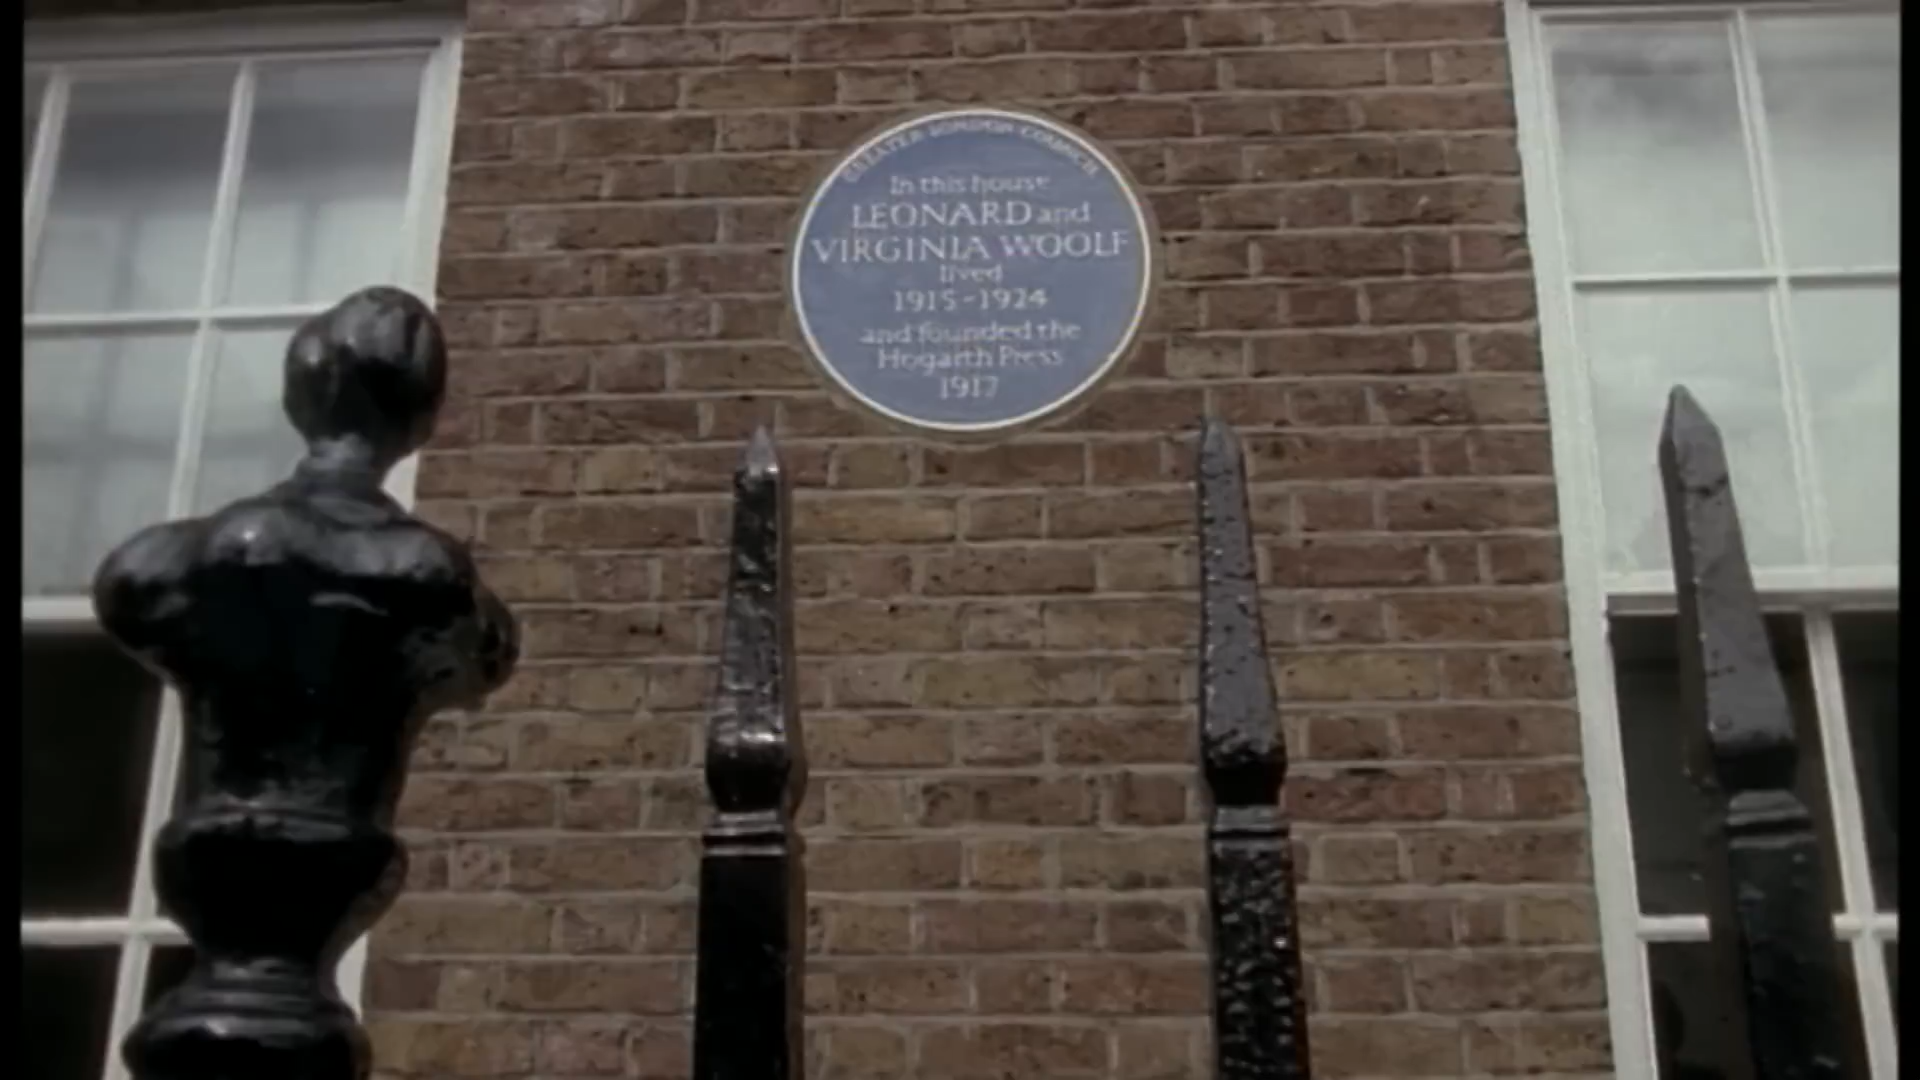 GREATER LONDON COUNCIL
In this house
LEONARD and
VIRGINIA WOOLF
lived
1915-1924
and founded the
Hogarth Press
1917